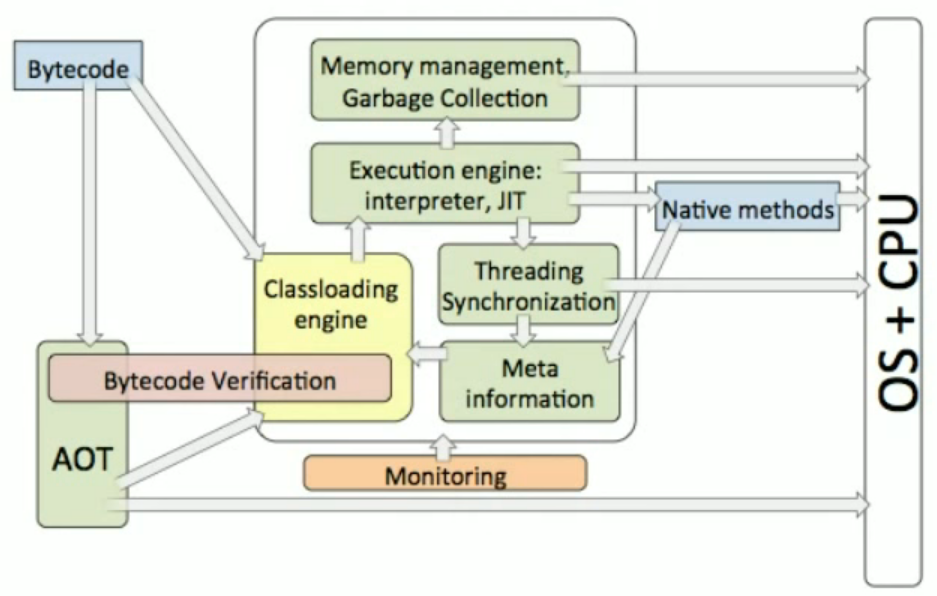 Bytecode
Memory management,
Garbage Collection
Execution engine:
interpreter, JIT
Native methods
Classloading
engine
Threading
Synchronization
Bytecode Verification
Meta
information
AOT
Monitoring
OS + CPU